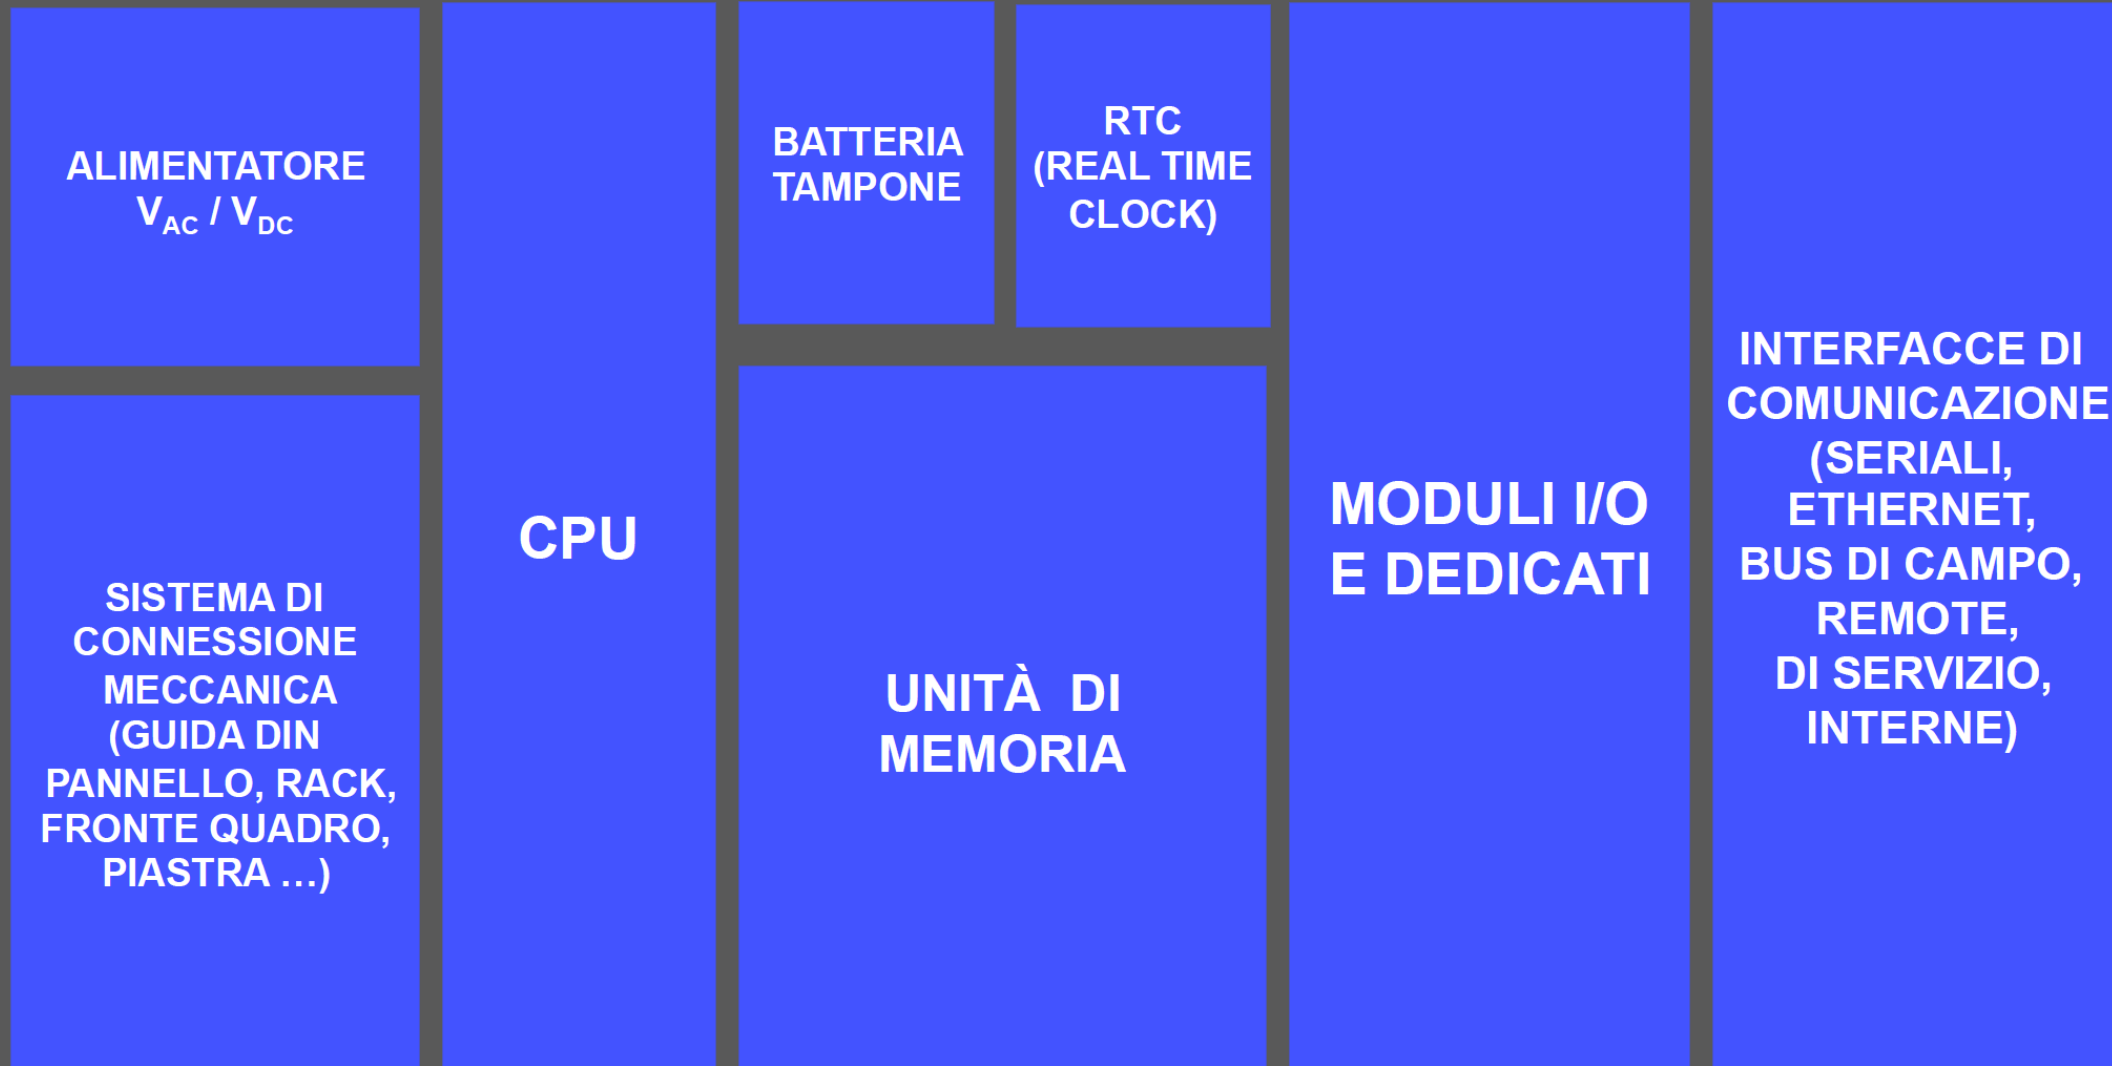 ALIMENTATORE
VAC / VDC
SISTEMA DI
CONNESSIONE
MECCANICA
(GUIDA DIN
PANNELLO, RACK,
FRONTE QUADRO,
PIASTRA …)
CPU
BATTERIA
TAMPONE
RTC
(REAL TIME
CLOCK)
UNITÀ DI
MEMORIA
MODULI I/O
E DEDICATI
INTERFACCE DI
COMUNICAZIONE
(SERIALI,
ETHERNET,
BUS DI CAMPO,
REMOTE,
DI SERVIZIO,
INTERNE)